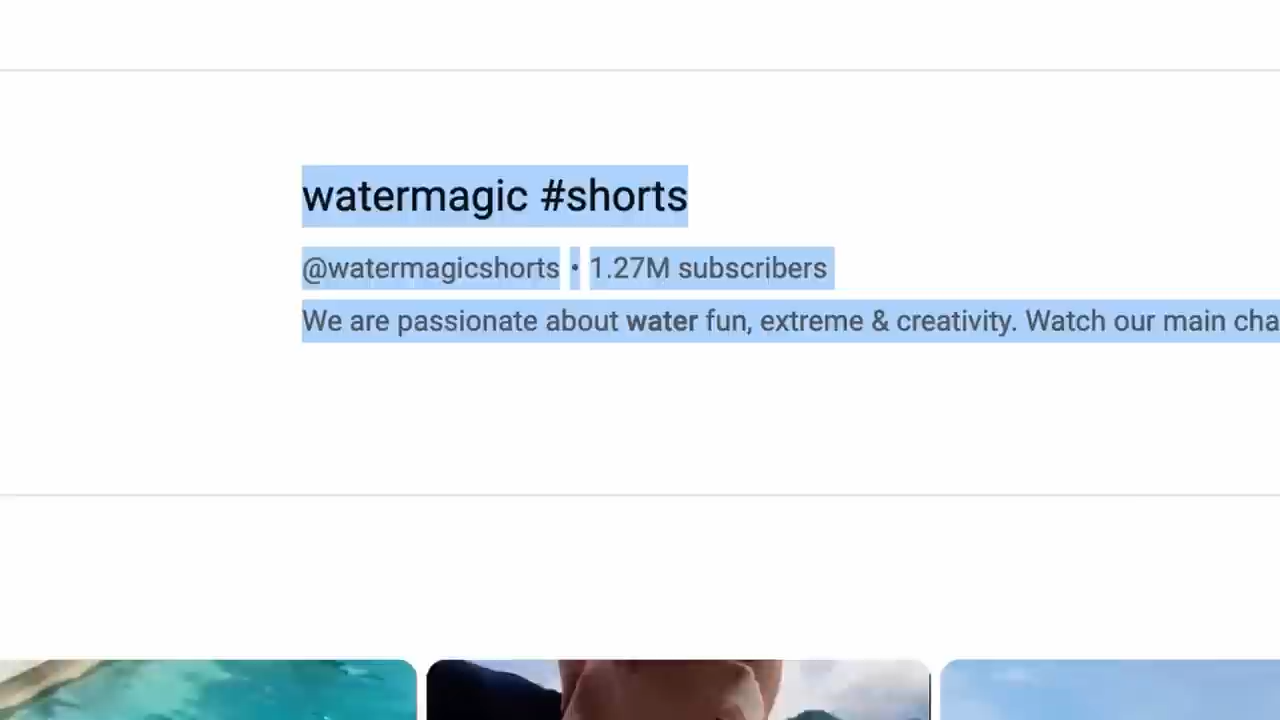 watermagic #shorts
@watermagicshorts • 1.27M subscribers
We are passionate about water fun, extreme & creativity. Watch our main cha